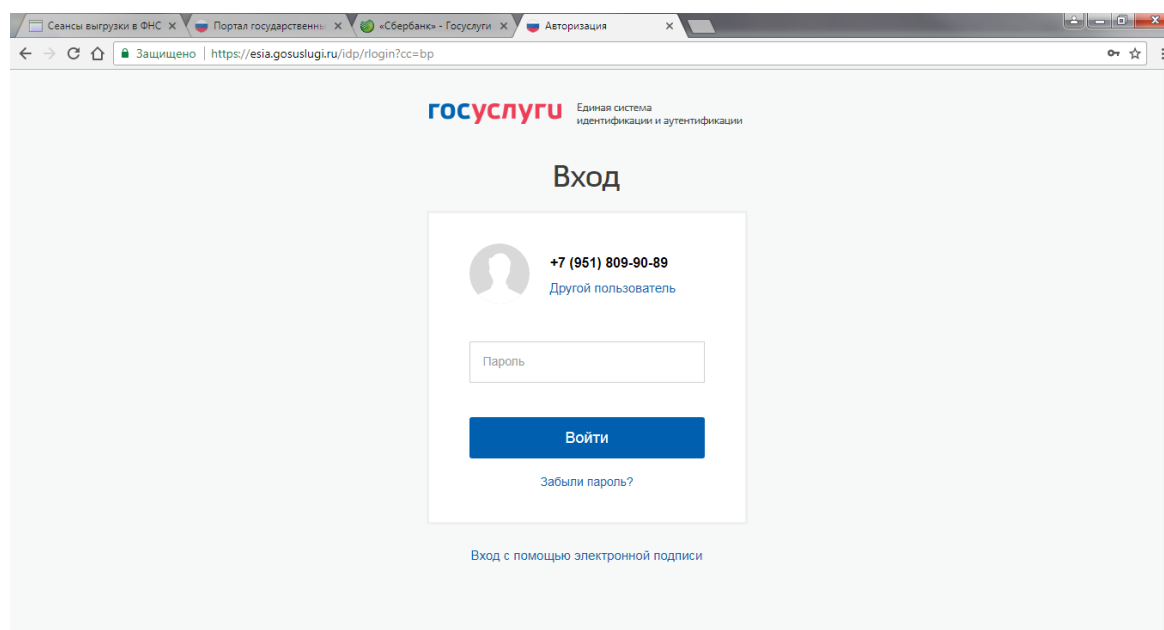 Сеансы выгрузки в ФНС
Портал государственны
«Сбербанк» - Госуслуги
Авторизация
Защищено
https://esia.gosuslugi.ru/idp/rlogin?cc=bp
госуслуги
Единая система
идентификации и аутентификации
Вход
+7 (951) 809-90-89
Другой пользователь
Пароль
Войти
Забыли пароль?
Вход с помощью электронной подписи